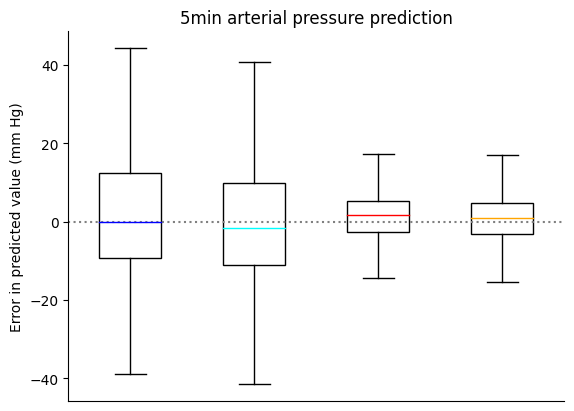 5min arterial pressure prediction
Error in predicted value (mm Hg)
40
20
0
−20
−40